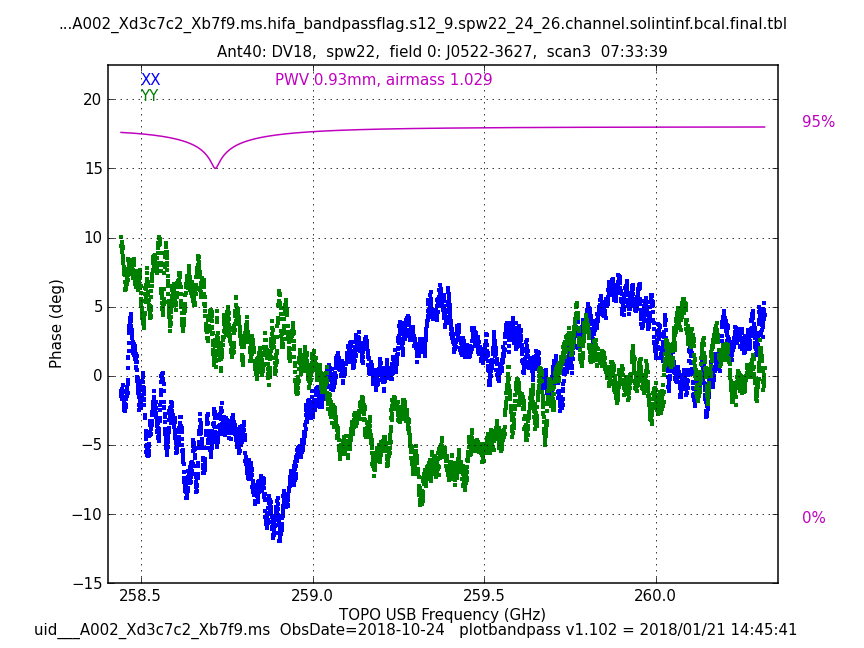 ...A002_Xd3c7c2_Xb7f9.ms.hifa_bandpassflag.s12_9.spw22_24_26.channel.solintinf.bcal.final.tbl
Ant40: DV18, spw22, field 0: J0522-3627, scan3 07:33:39
XX
PWV 0.93mm, airmass 1.029
YY
95%
0%
20
15
10
5
0
−5
−10
−15
Phase (deg)
258.5 259.0 259.5 260.0
TOPO USB Frequency (GHz)
uid___A002_Xd3c7c2_Xb7f9.ms ObsDate=2018-10-24 plotbandpass v1.102 = 2018/01/21 14:45:41